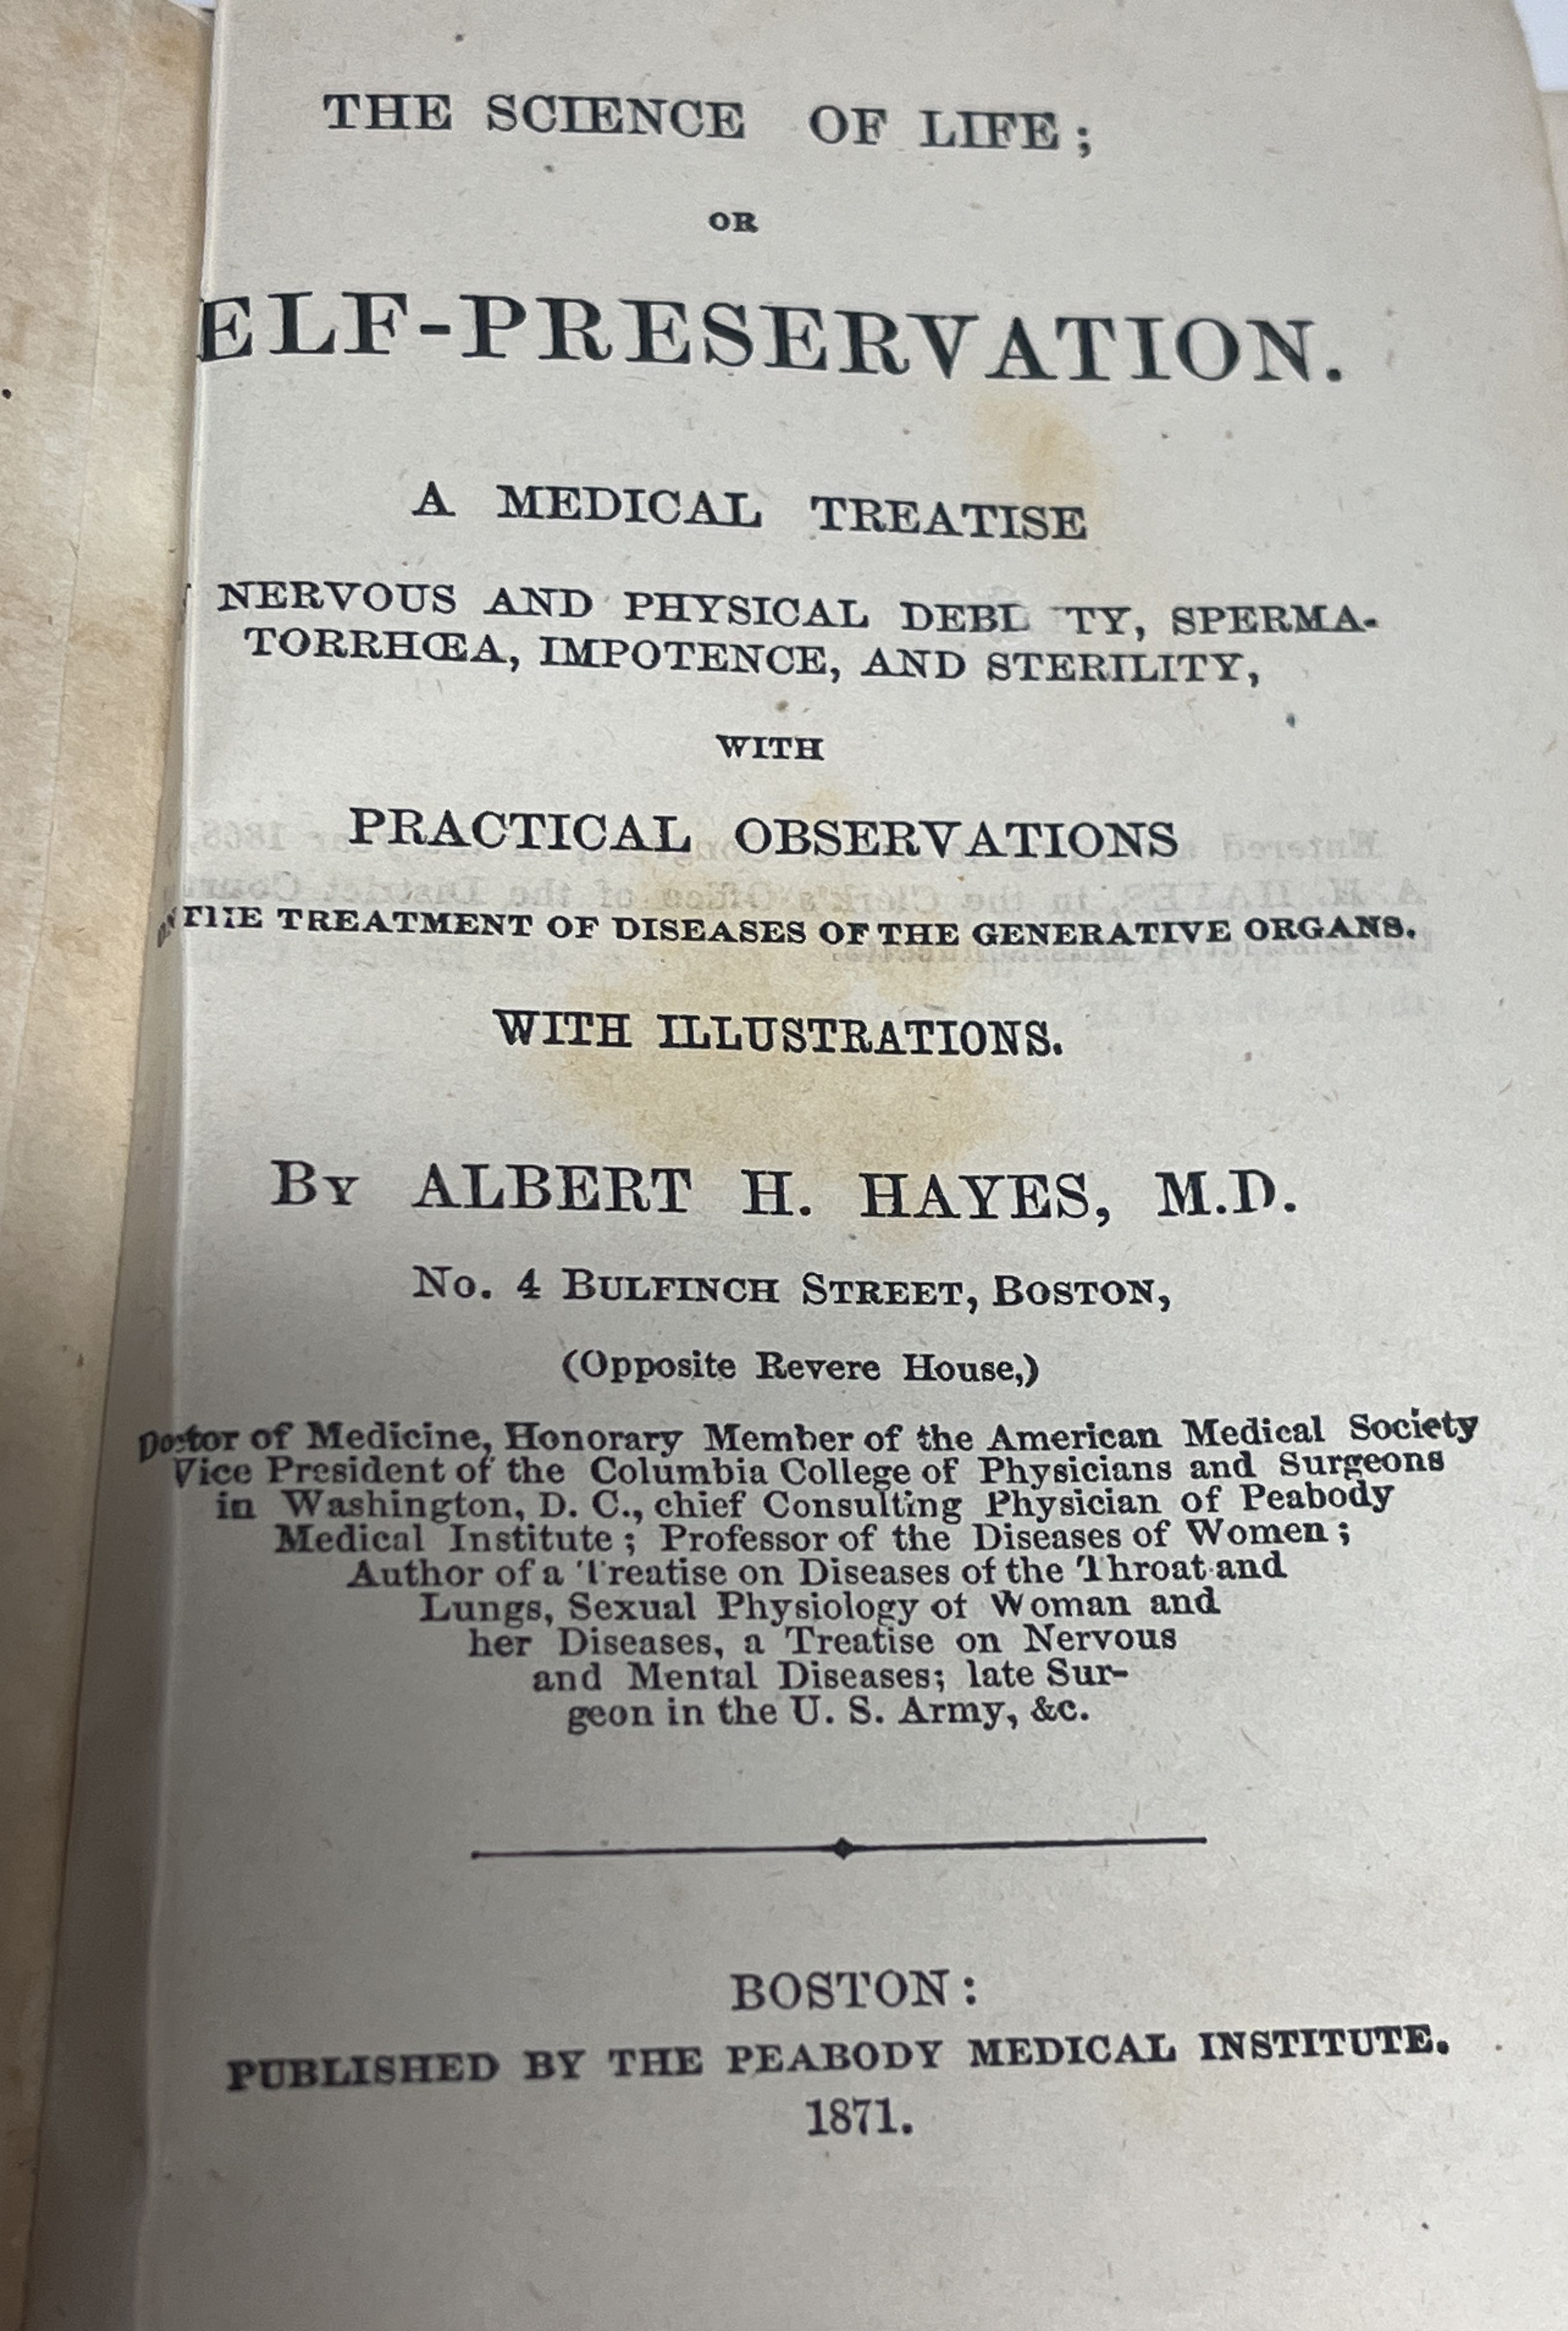 THE SCIENCE OF LIFE;
OR
ELF-PRESERVATION.
A MEDICAL TREATISE
NERVOUS AND PHYSICAL DEBL TY, SPERMA-
TORRHŒA, IMPOTENCE, AND STERILITY,
WITH
PRACTICAL OBSERVATIONS
ON THE TREATMENT OF DISEASES OF THE GENERATIVE ORGANS.
WITH ILLUSTRATIONS.
BY ALBERT H. HAYES, M.D.
No. 4 BULFINCH STREET, BOSTON,
(Opposite Revere House,)
Doctor of Medicine, Honorary Member of the American Medical Society
Vice President of the Columbia College of Physicians and Surgeons
in Washington, D. C., chief Consulting Physician of Peabody
Medical Institute; Professor of the Diseases of Women;
Author of a Treatise on Diseases of the Throat and
Lungs, Sexual Physiology of Woman and
her Diseases, a Treatise on Nervous
and Mental Diseases; late Sur-
geon in the U. S. Army, &c.
BOSTON:
PUBLISHED BY THE PEABODY MEDICAL INSTITUTE.
1871.